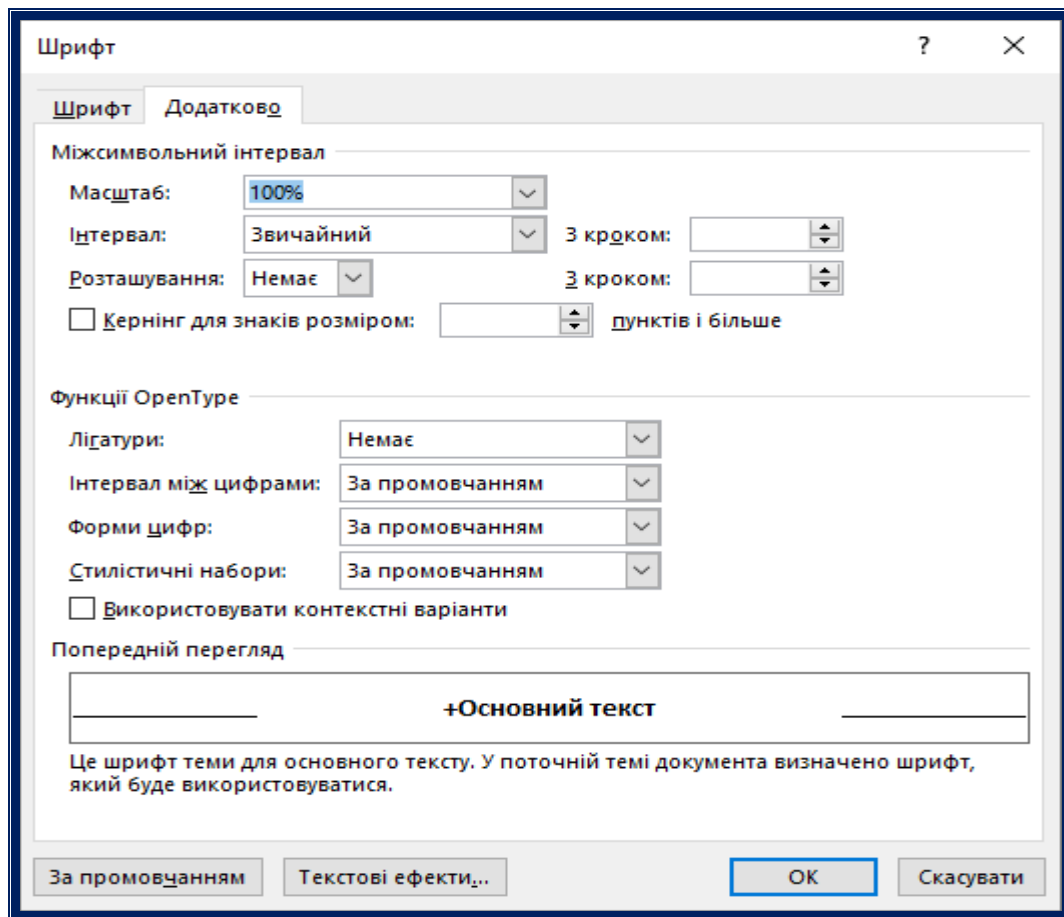 Шрифт ?
Шрифт Додатково
Міжсимвольний інтервал
Масштаб: 100%
Інтервал: Звичайний З кроком:
Розташування: Немає З кроком:
Кернінг для знаків розміром: пунктів і більше
Функції OpenType
Лігатури: Немає
Інтервал між цифрами: За промовчанням
Форми цифр: За промовчанням
Стилістичні набори: За промовчанням
Використовувати контекстні варіанти
Попередній перегляд
+Основний текст
Це шрифт теми для основного тексту. У поточній темі документа визначено шрифт,
який буде використовуватися.
За промовчанням Текстові ефекти... ОК Скасувати